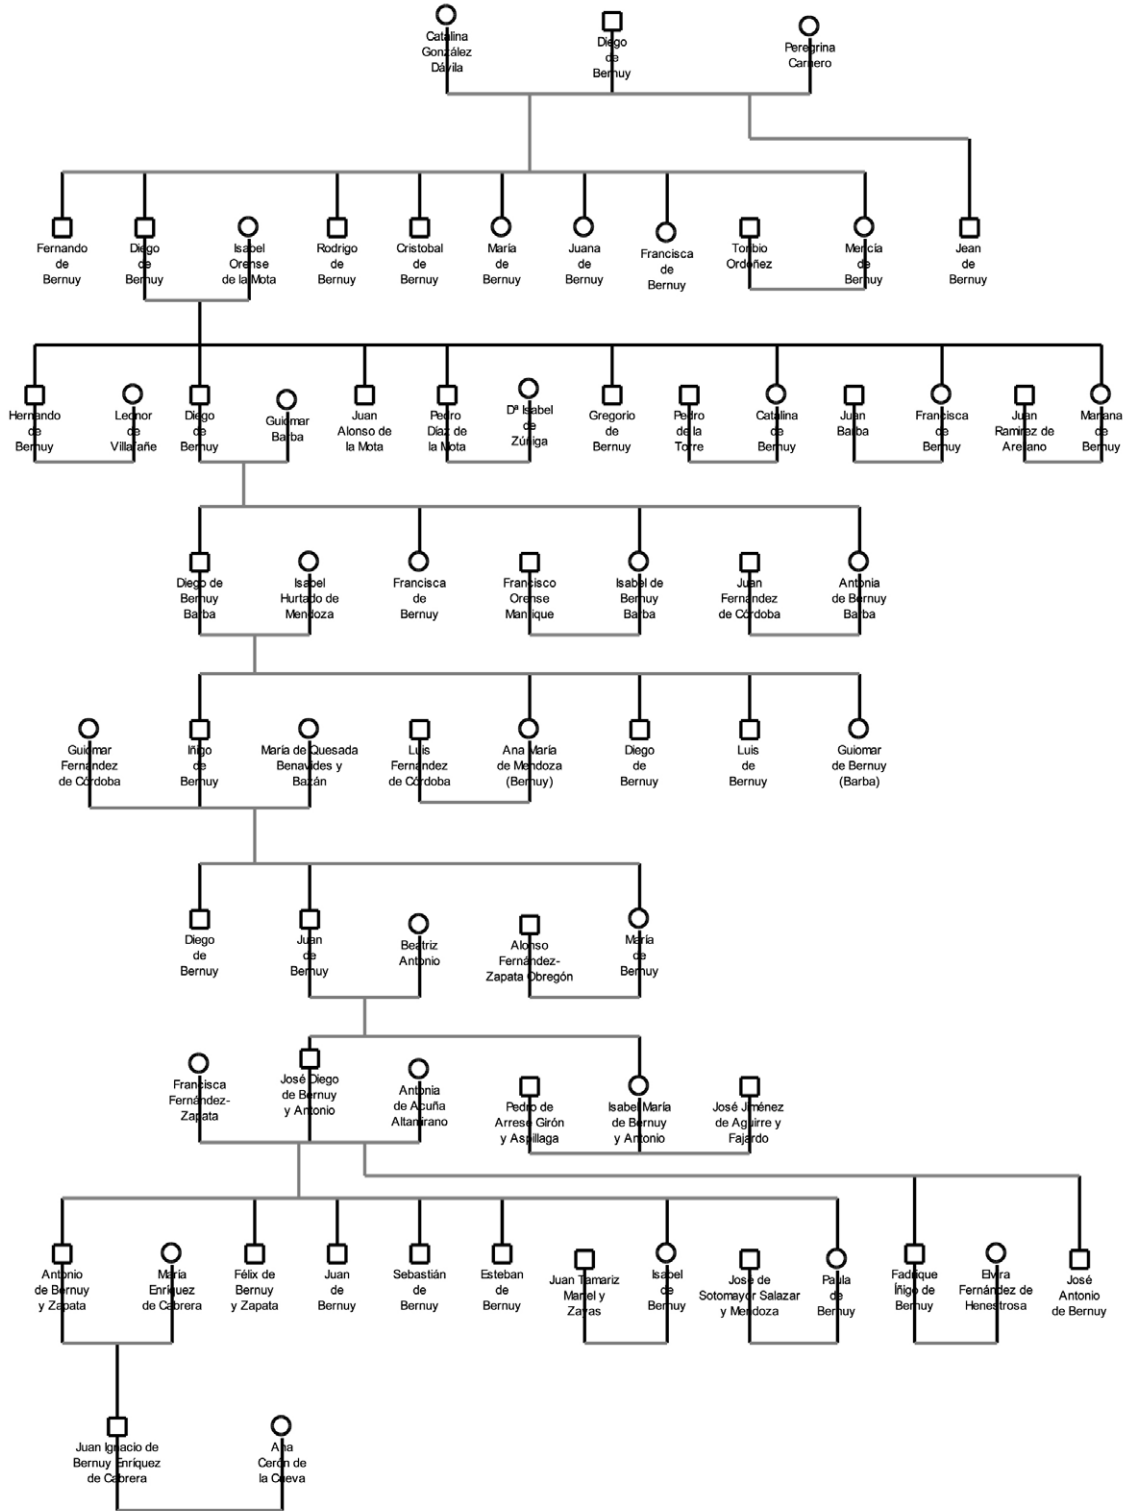 Catalina
González
Dávila
Diego
de
Bernuy
Peregrina
Carnero
Fernando
de
Bernuy
Diego
de
Bernuy
Isabel
Orense
de la Mota
Rodrigo
de
Bernuy
Cristobal
de
Bernuy
María
de
Bernuy
Juana
de
Bernuy
Francisca
de
Bernuy
Toribio
Ordoñez
Mencía
de
Bernuy
Jean
de
Bernuy
Hernando
de
Bernuy
Leonor
de
Villafañe
Diego
de
Bernuy
Guiomar
Barba
Juan
Alonso de
la Mota
Pedro
Díaz de
la Mota
Dª Isabel
de
Zúñiga
Gregorio
de
Bernuy
Pedro
de la
Torre
Catalina
de
Bernuy
Juan
Barba
Francisca
de
Bernuy
Juan
Ramirez de
Arellano
Mariana
de
Bernuy
Diego de
Bernuy
Barba
Isabel
Hurtado de
Mendoza
Francisca
de
Bernuy
Francisco
Orense
Manrique
Isabel de
Bernuy
Barba
Juan
Fernández
de Córdoba
Antonia
de Bernuy
Barba
Guiomar
Fernández
de Córdoba
Iñigo
de
Bernuy
María de Quesada
Benavides y
Bazán
Luis
Fernández
de Córdoba
Ana María
de Mendoza
(Bernuy)
Diego
de
Bernuy
Luis
de
Bernuy
Guiomar
de Bernuy
(Barba)
Diego
de
Bernuy
Juan
de
Bernuy
Beatriz
Antonio
Alonso
Fernández-
Zapata Obregón
María
de
Bernuy
Francisca
Fernández-
Zapata
José Diego
de Bernuy
y Antonio
Antonia
de Acuña
Altamirano
Pedro de
Arrese Girón
y Aspillaga
Isabel María
de Bernuy
y Antonio
José Jiménez
de Aguirre y
Fajardo
Antonio
de Bernuy
y Zapata
María
Enríquez
de Cabrera
Félix de
Bernuy
y Zapata
Juan
de
Bernuy
Sebastián
de
Bernuy
Esteban
de
Bernuy
Juan Tamariz
Martel y
Zayas
Isabel
de
Bernuy
José de
Sotomayor Salazar
y Mendoza
Paula
de
Bernuy
Fadrique
Íñigo de
Bernuy
Elvira
Fernández de
Henestrosa
José
Antonio
de Bernuy
Juan Ignacio de
Bernuy Enríquez
de Cabrera
Ana
Cerón de
la Cueva